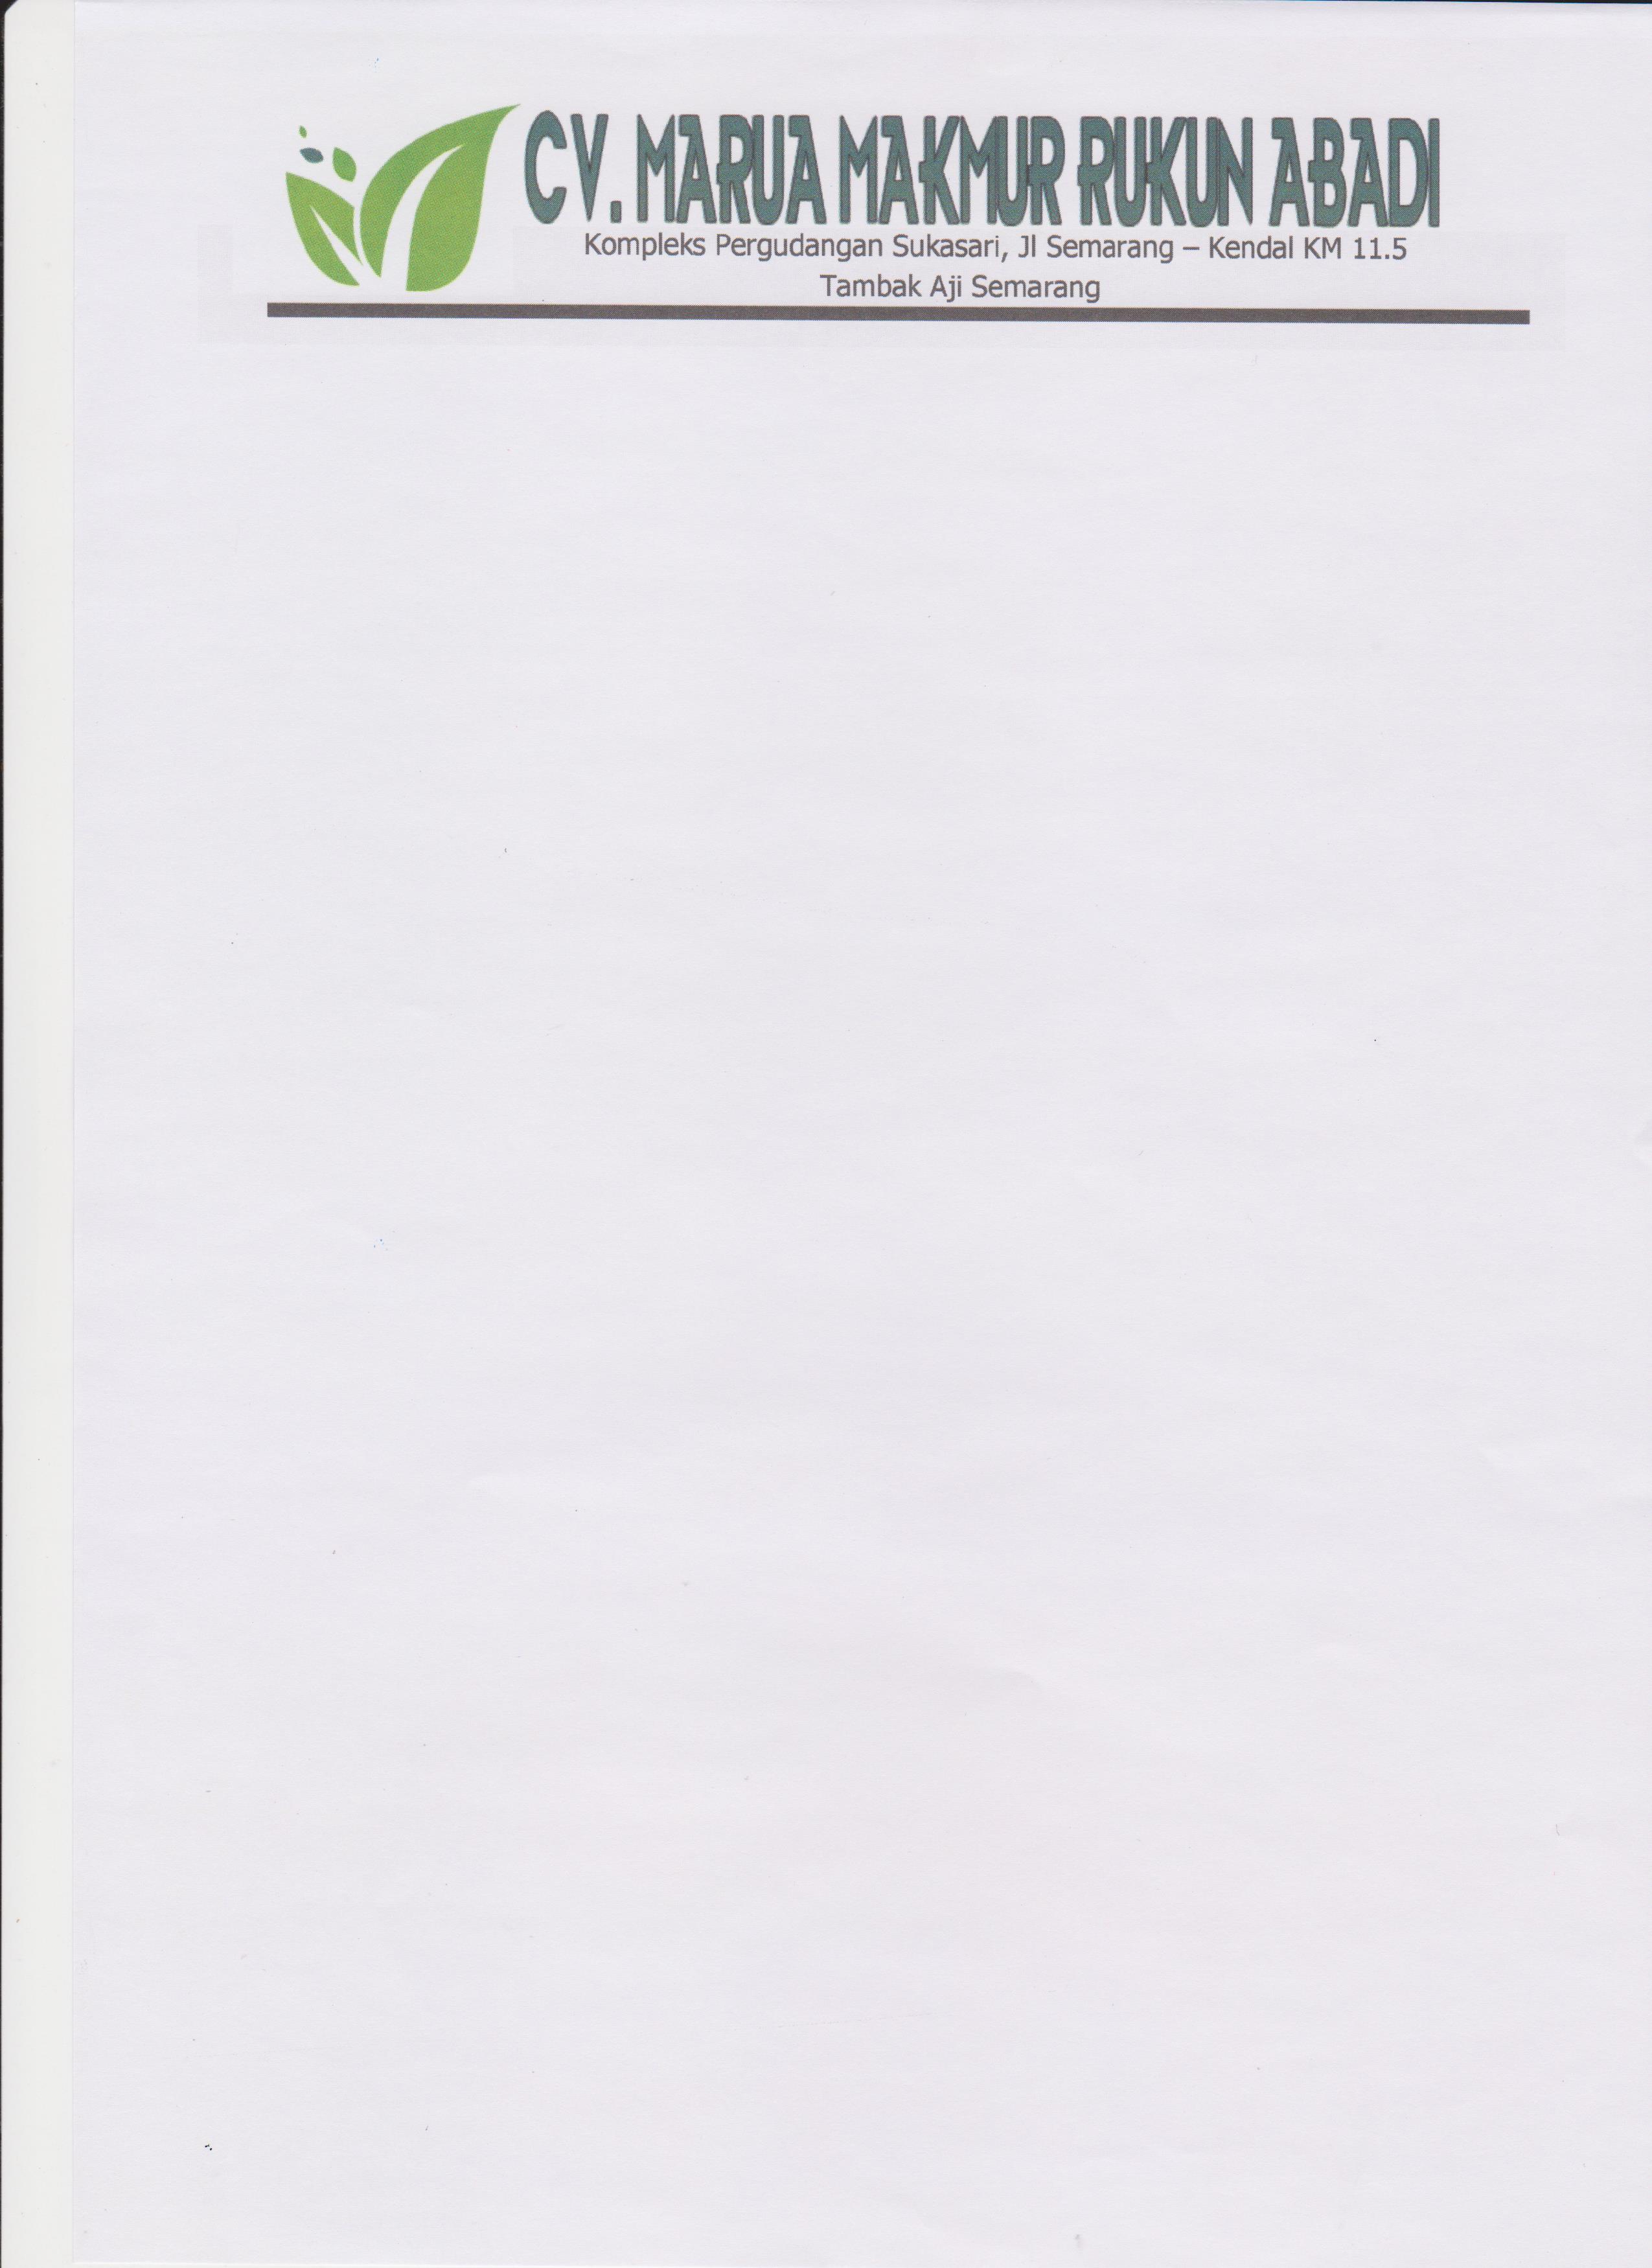 CV. MARUA MAKMUR RUKUN ABADI
Kompleks Pergudangan Sukasari, Jl Semarang – Kendal KM 11.5
Tambak Aji Semarang